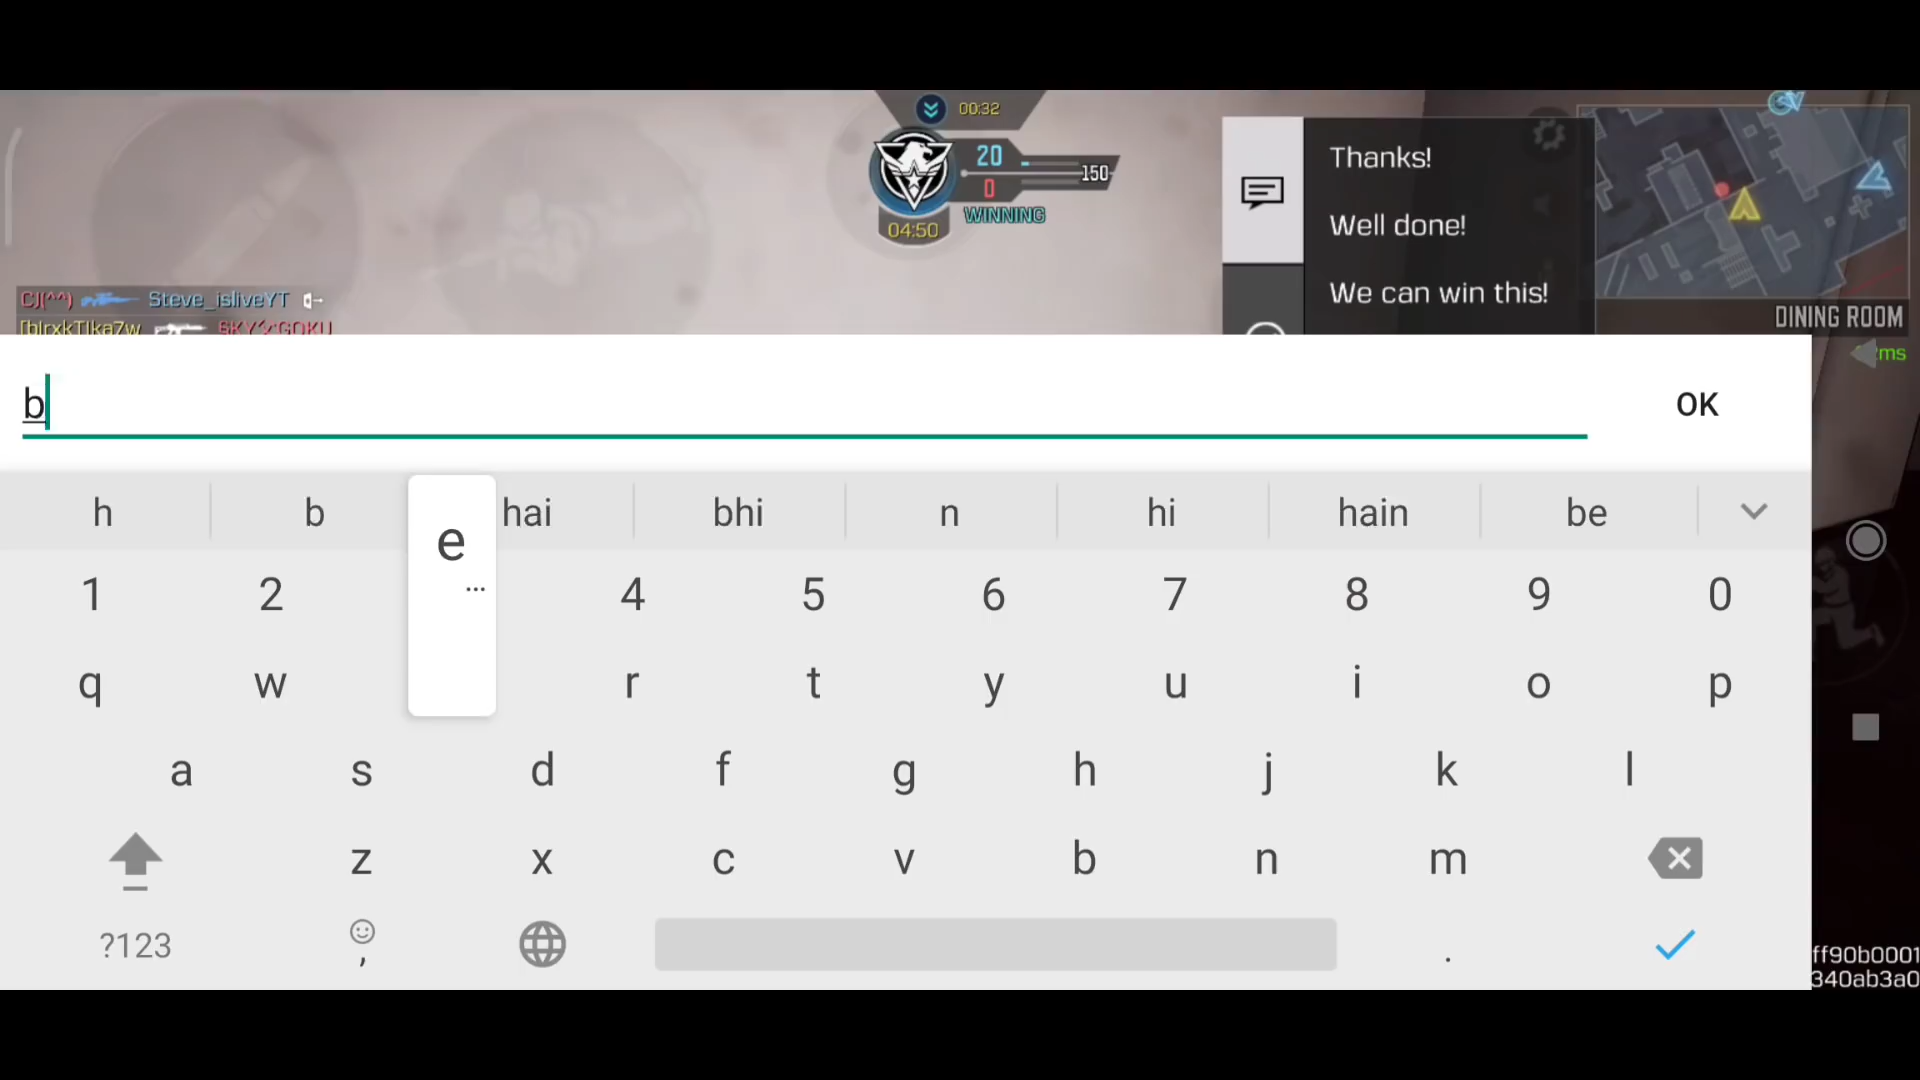 00:32
20
150
0
WINNING
04:50
Thanks!
Well done!
We can win this!
CJ(^^) Steve_isliveYT
DINING ROOM
ms
b
OK
h b hai bhi n hi hain be
e
1 2 4 5 6 7 8 9 0
q w r t y u i o p
a s d f g h j k l
z x c v b n m
?123 , .
ff90b0001
340ab3a0